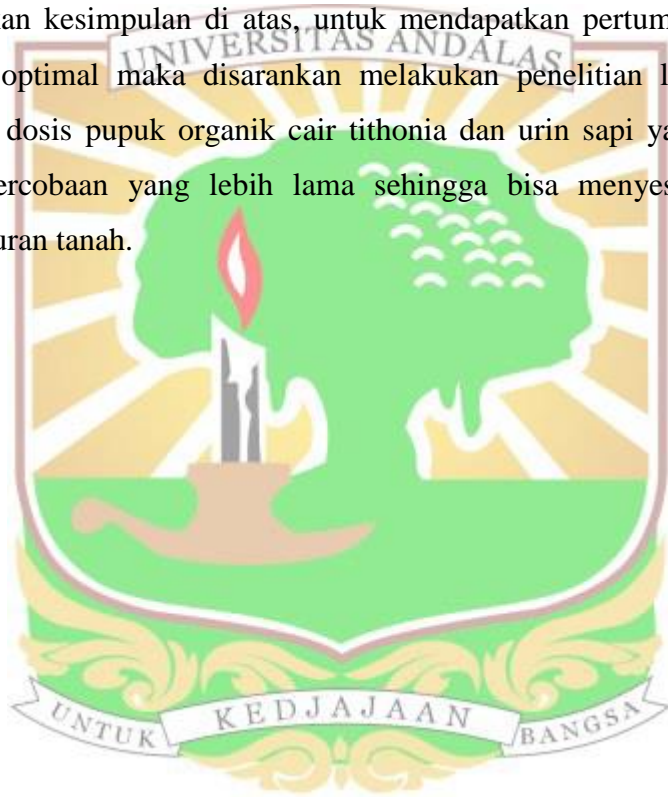 an kesimpulan di atas, untuk mendapatkan pertum
UNIVERSITAS ANDALAS
optimal maka disarankan melakukan penelitian l
dosis pupuk organik cair tithonia dan urin sapi ya
ercobaan yang lebih lama sehingga bisa menyes
uran tanah.
UNTUK KEDJAJAAN BANGSA